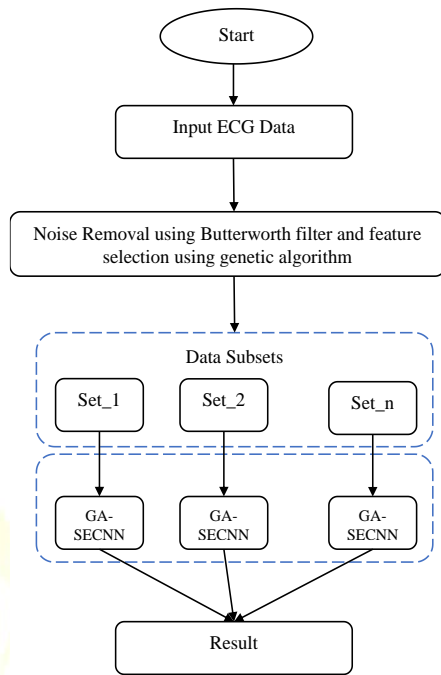 Start
Input ECG Data
Noise Removal using Butterworth filter and feature
selection using genetic algorithm
Data Subsets
Set_1
Set_2
Set_n
GA-
SECNN
GA-
SECNN
GA-
SECNN
Result